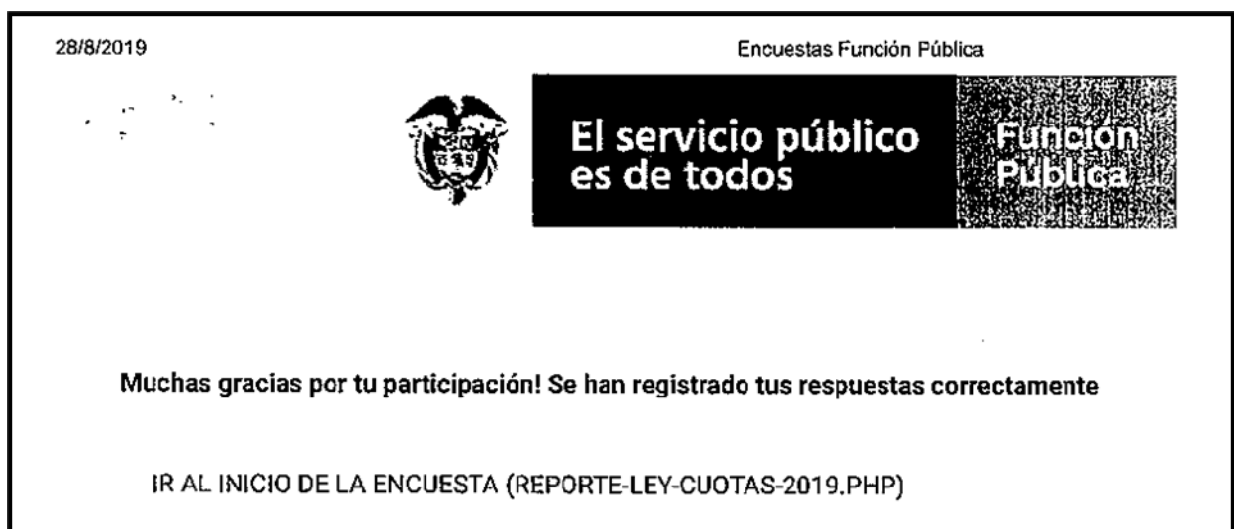 28/8/2019
Encuestas Función Pública
El servicio público
es de todos
Función
Pública
Muchas gracias por tu participación! Se han registrado tus respuestas correctamente
IR AL INICIO DE LA ENCUESTA (REPORTE-LEY-CUOTAS-2019.PHP)